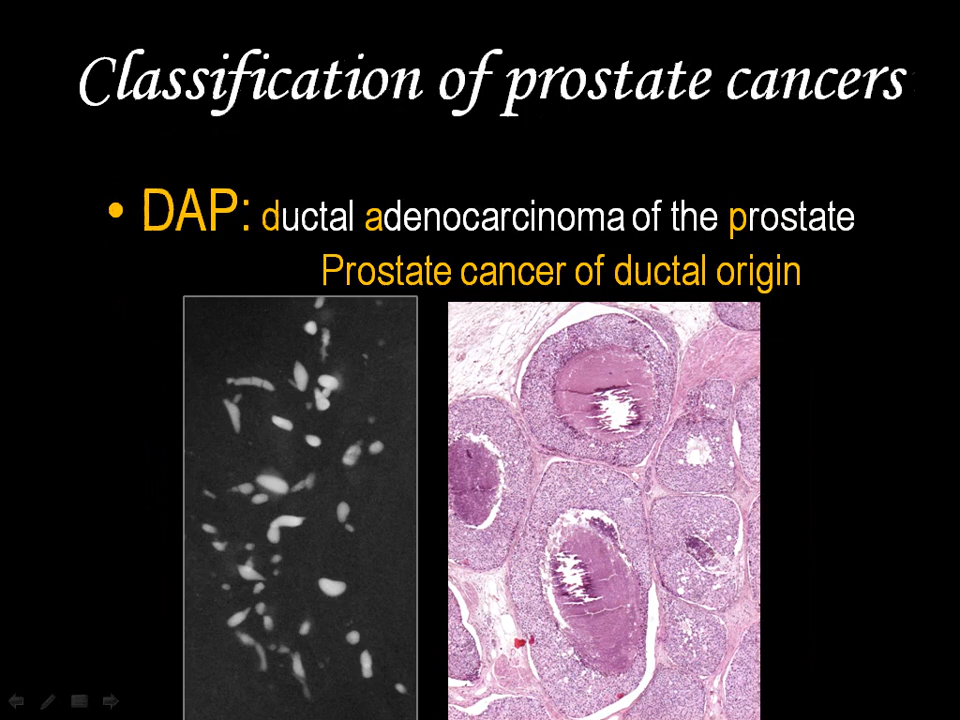 Classification of prostate cancers
• DAP: ductal adenocarcinoma of the prostate
Prostate cancer of ductal origin